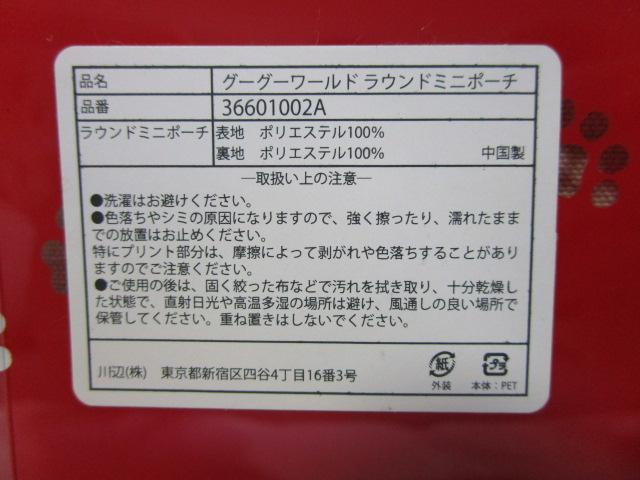 品名 グーグーワールド ラウンドミニポーチ
品番 36601002A
ラウンドミニポーチ 表地 ポリエステル100%
裏地 ポリエステル100% 中国製
―取扱い上の注意―
●洗濯はお避けください。
●色落ちやシミの原因になりますので、強く擦ったり、濡れたまま
での放置はお止めください。
特にプリント部分は、摩擦によって剥がれや色落ちすることがあり
ますのでご注意ください。
●ご使用の後は、固く絞った布などで汚れを拭き取り、十分乾燥し
た状態で、直射日光や高温多湿の場所は避け、風通しの良い場所で
保管してください。重ね置きはしないでください。
川辺(株) 東京都新宿区四谷4丁目16番3号
紙 プラ
外装 本体:PET